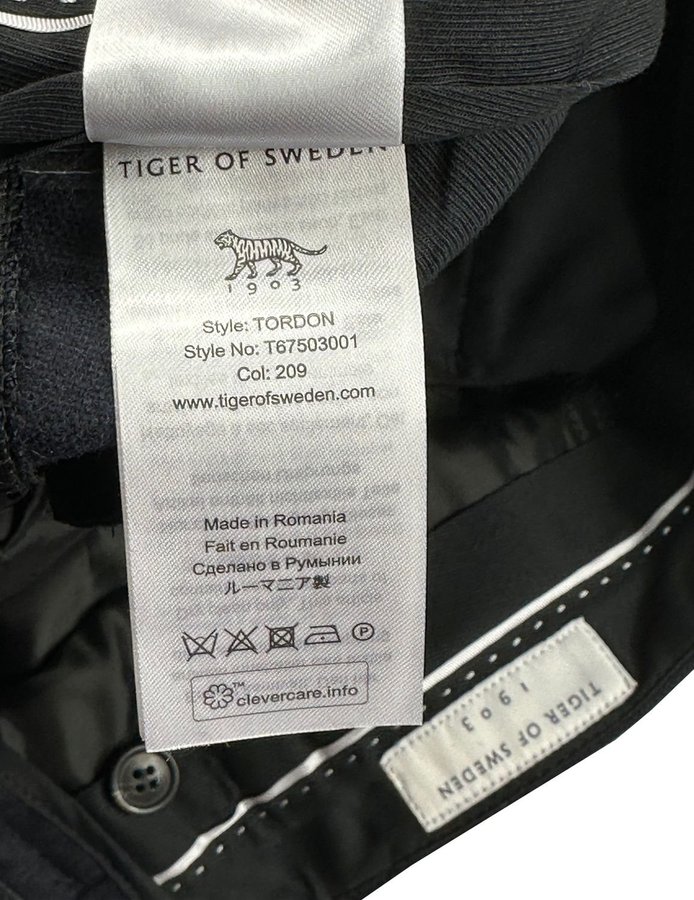 TIGER OF SWEDEN
1903
Style: TORDON
Style No: T67503001
Col: 209
www.tigerofsweden.com
Made in Romania
Fait en Roumanie
Сделано в Румынии
ルーマニア製
P
™
clevercare.info
TIGER OF SWEDEN
1903